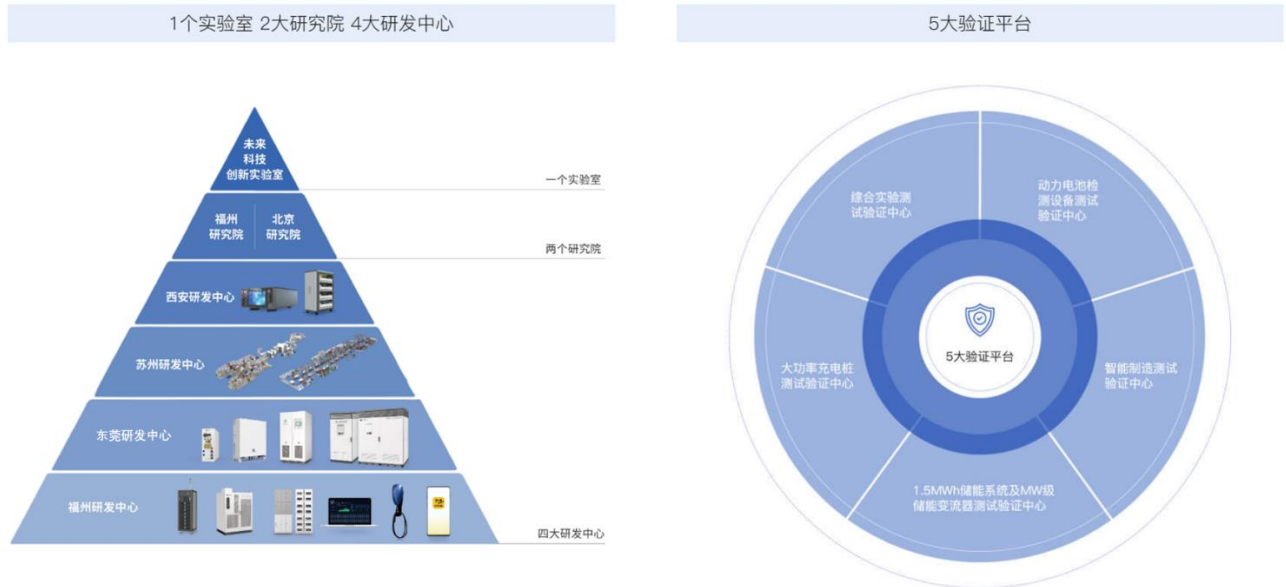 1个实验室 2大研究院 4大研发中心
未来
科技
创新实验室
一个实验室
福州
研究院
北京
研究院
两个研究院
西安研发中心
苏州研发中心
东莞研发中心
福州研发中心
四大研发中心
5大验证平台
综合实验测
试验证中心
动力电池检
测设备测试
验证中心
大功率充电桩
测试验证中心
5大验证平台
智能制造测试
验证中心
1.5MWh储能系统及MW级
储能变流器测试验证中心